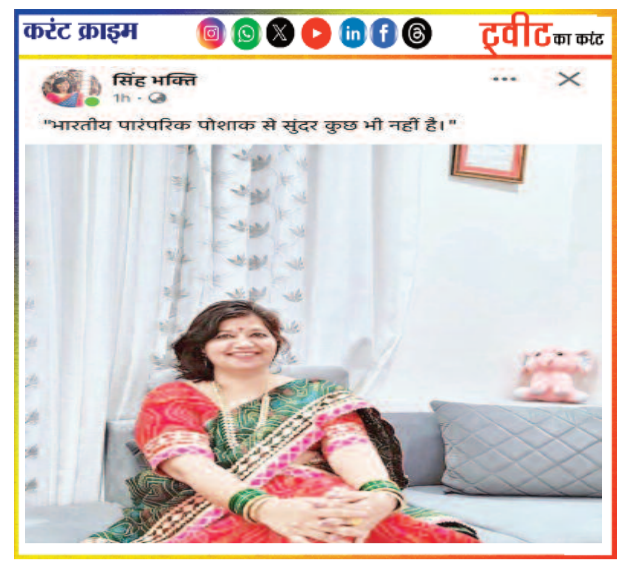 करंट क्राइम
ट्वीट का करंट
सिंह भक्ति
1h
"भारतीय पारंपरिक पोशाक से सुंदर कुछ भी नहीं है।"